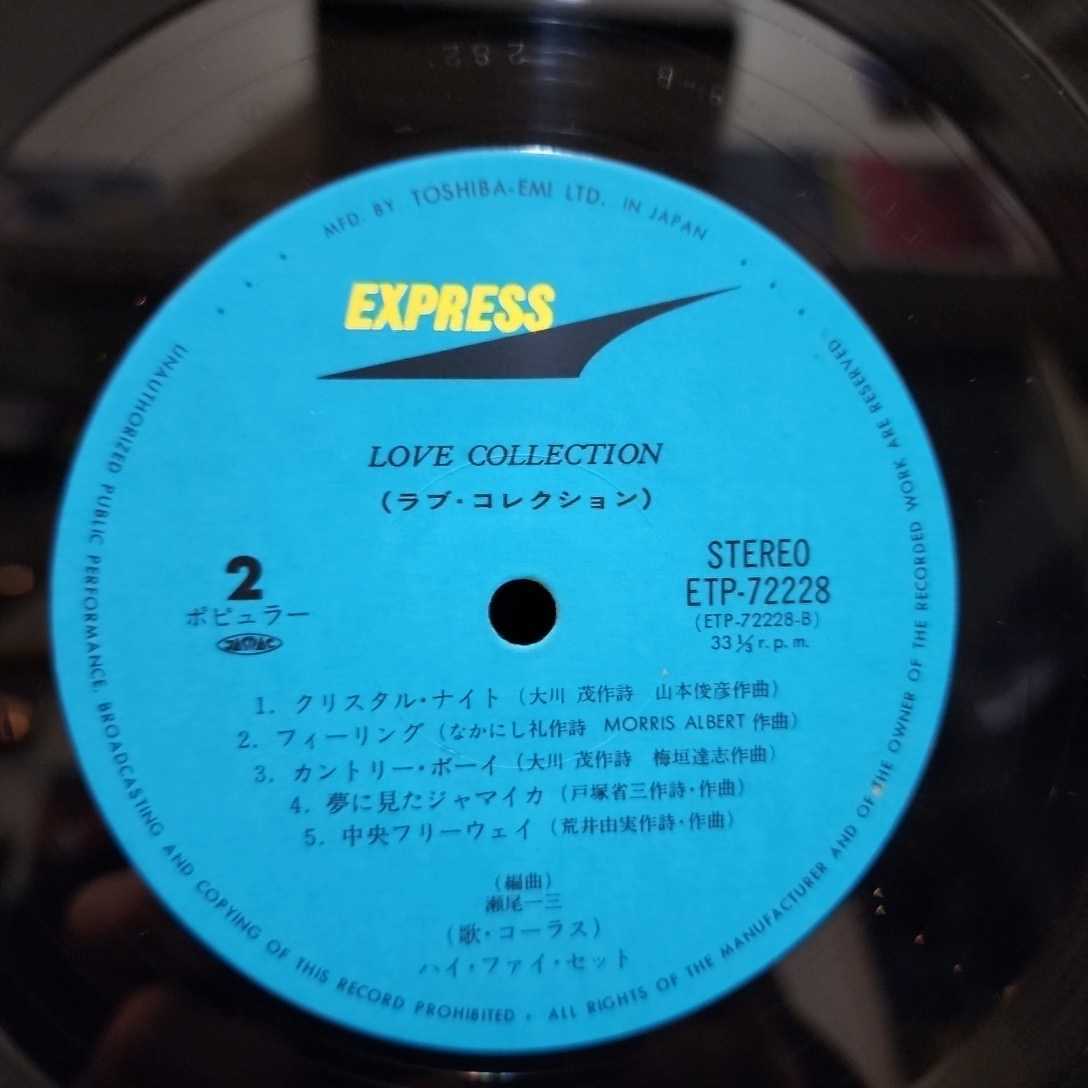 MFD. BY TOSHIBA-EMI LTD. IN JAPAN
EXPRESS
LOVE COLLECTION
(ラブ・コレクション)
2
ポピュラー
STEREO
ETP-72228
(ETP-72228-B)
33⅓ r.p.m.
1. クリスタル・ナイト (大川 茂作詩 山本俊彦作曲)
2. フィーリング (なかにし礼作詩 MORRIS ALBERT 作曲)
3. カントリー・ボーイ (大川 茂作詩 梅垣達志作曲)
4. 夢に見たジャマイカ (戸塚省三作詩・作曲)
5. 中央フリーウェイ (荒井由実作詩・作曲)
(編曲)
瀬尾一三
(歌・コーラス)
ハイ・ファイ・セット
UNAUTHORIZED PUBLIC PERFORMANCE, BROADCASTING AND COPYING OF THIS RECORD PROHIBITED, ALL RIGHTS OF THE MANUFACTURER AND OF THE OWNER OF THE RECORDED WORK ARE RESERVED.